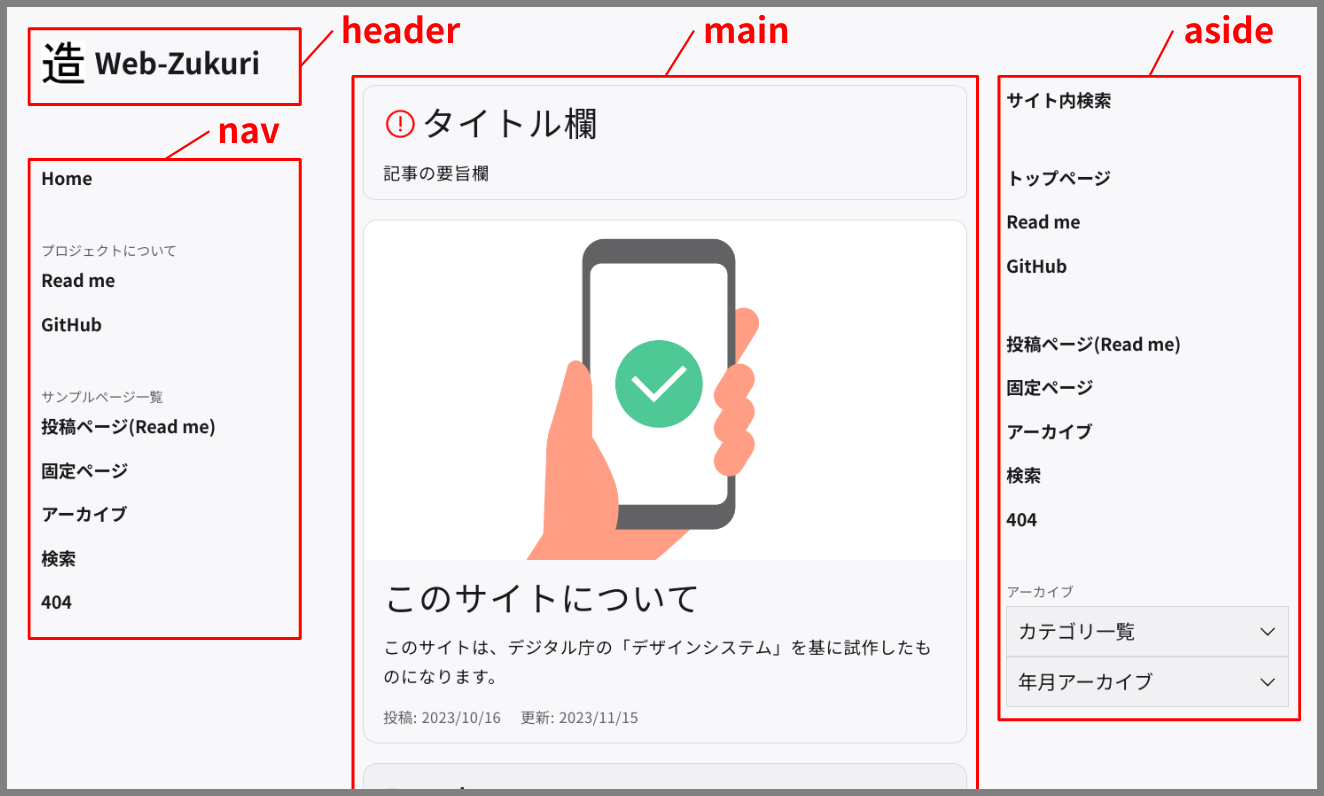 header
造 Web-Zukuri
nav
Home
プロジェクトについて
Read me
GitHub
サンプルページ一覧
投稿ページ(Read me)
固定ページ
アーカイブ
検索
404
main
タイトル欄
記事の要旨欄
このサイトについて
このサイトは、デジタル庁の「デザインシステム」を基に試作したも
のになります。
投稿: 2023/10/16 更新: 2023/11/15
aside
サイト内検索
トップページ
Read me
GitHub
投稿ページ(Read me)
固定ページ
アーカイブ
検索
404
アーカイブ
カテゴリ一覧
年月アーカイブ